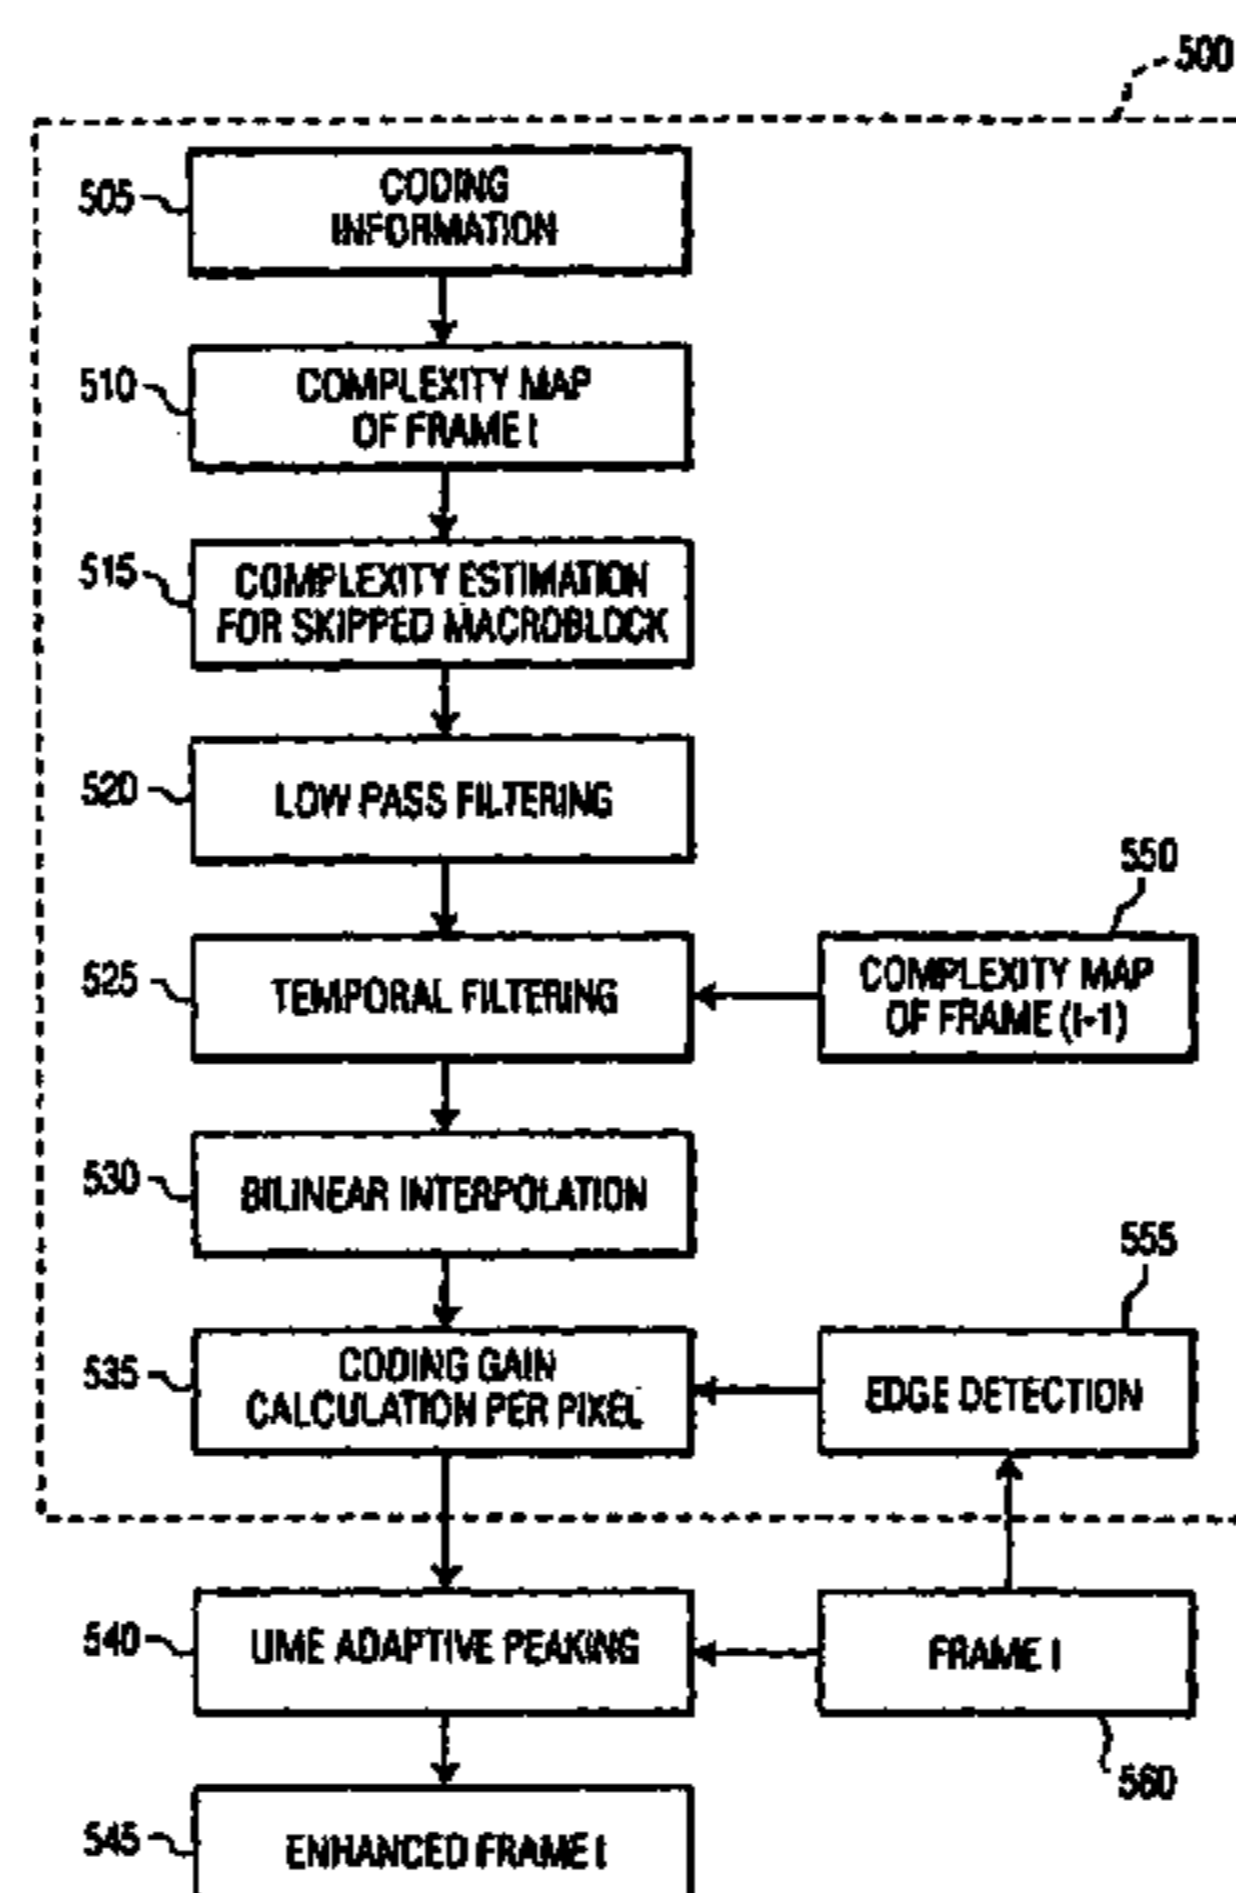 500
505
CODING
INFORMATION
510
COMPLEXITY MAP
OF FRAME I
515
COMPLEXITY ESTIMATION
FOR SKIPPED MACROBLOCK
520
LOW PASS FILTERING
550
525
TEMPORAL FILTERING
COMPLEXITY MAP
OF FRAME (I-1)
530
BILINEAR INTERPOLATION
555
535
CODING GAIN
CALCULATION PER PIXEL
EDGE DETECTION
540
UME ADAPTIVE PEAKING
FRAME I
560
545
ENHANCED FRAME I